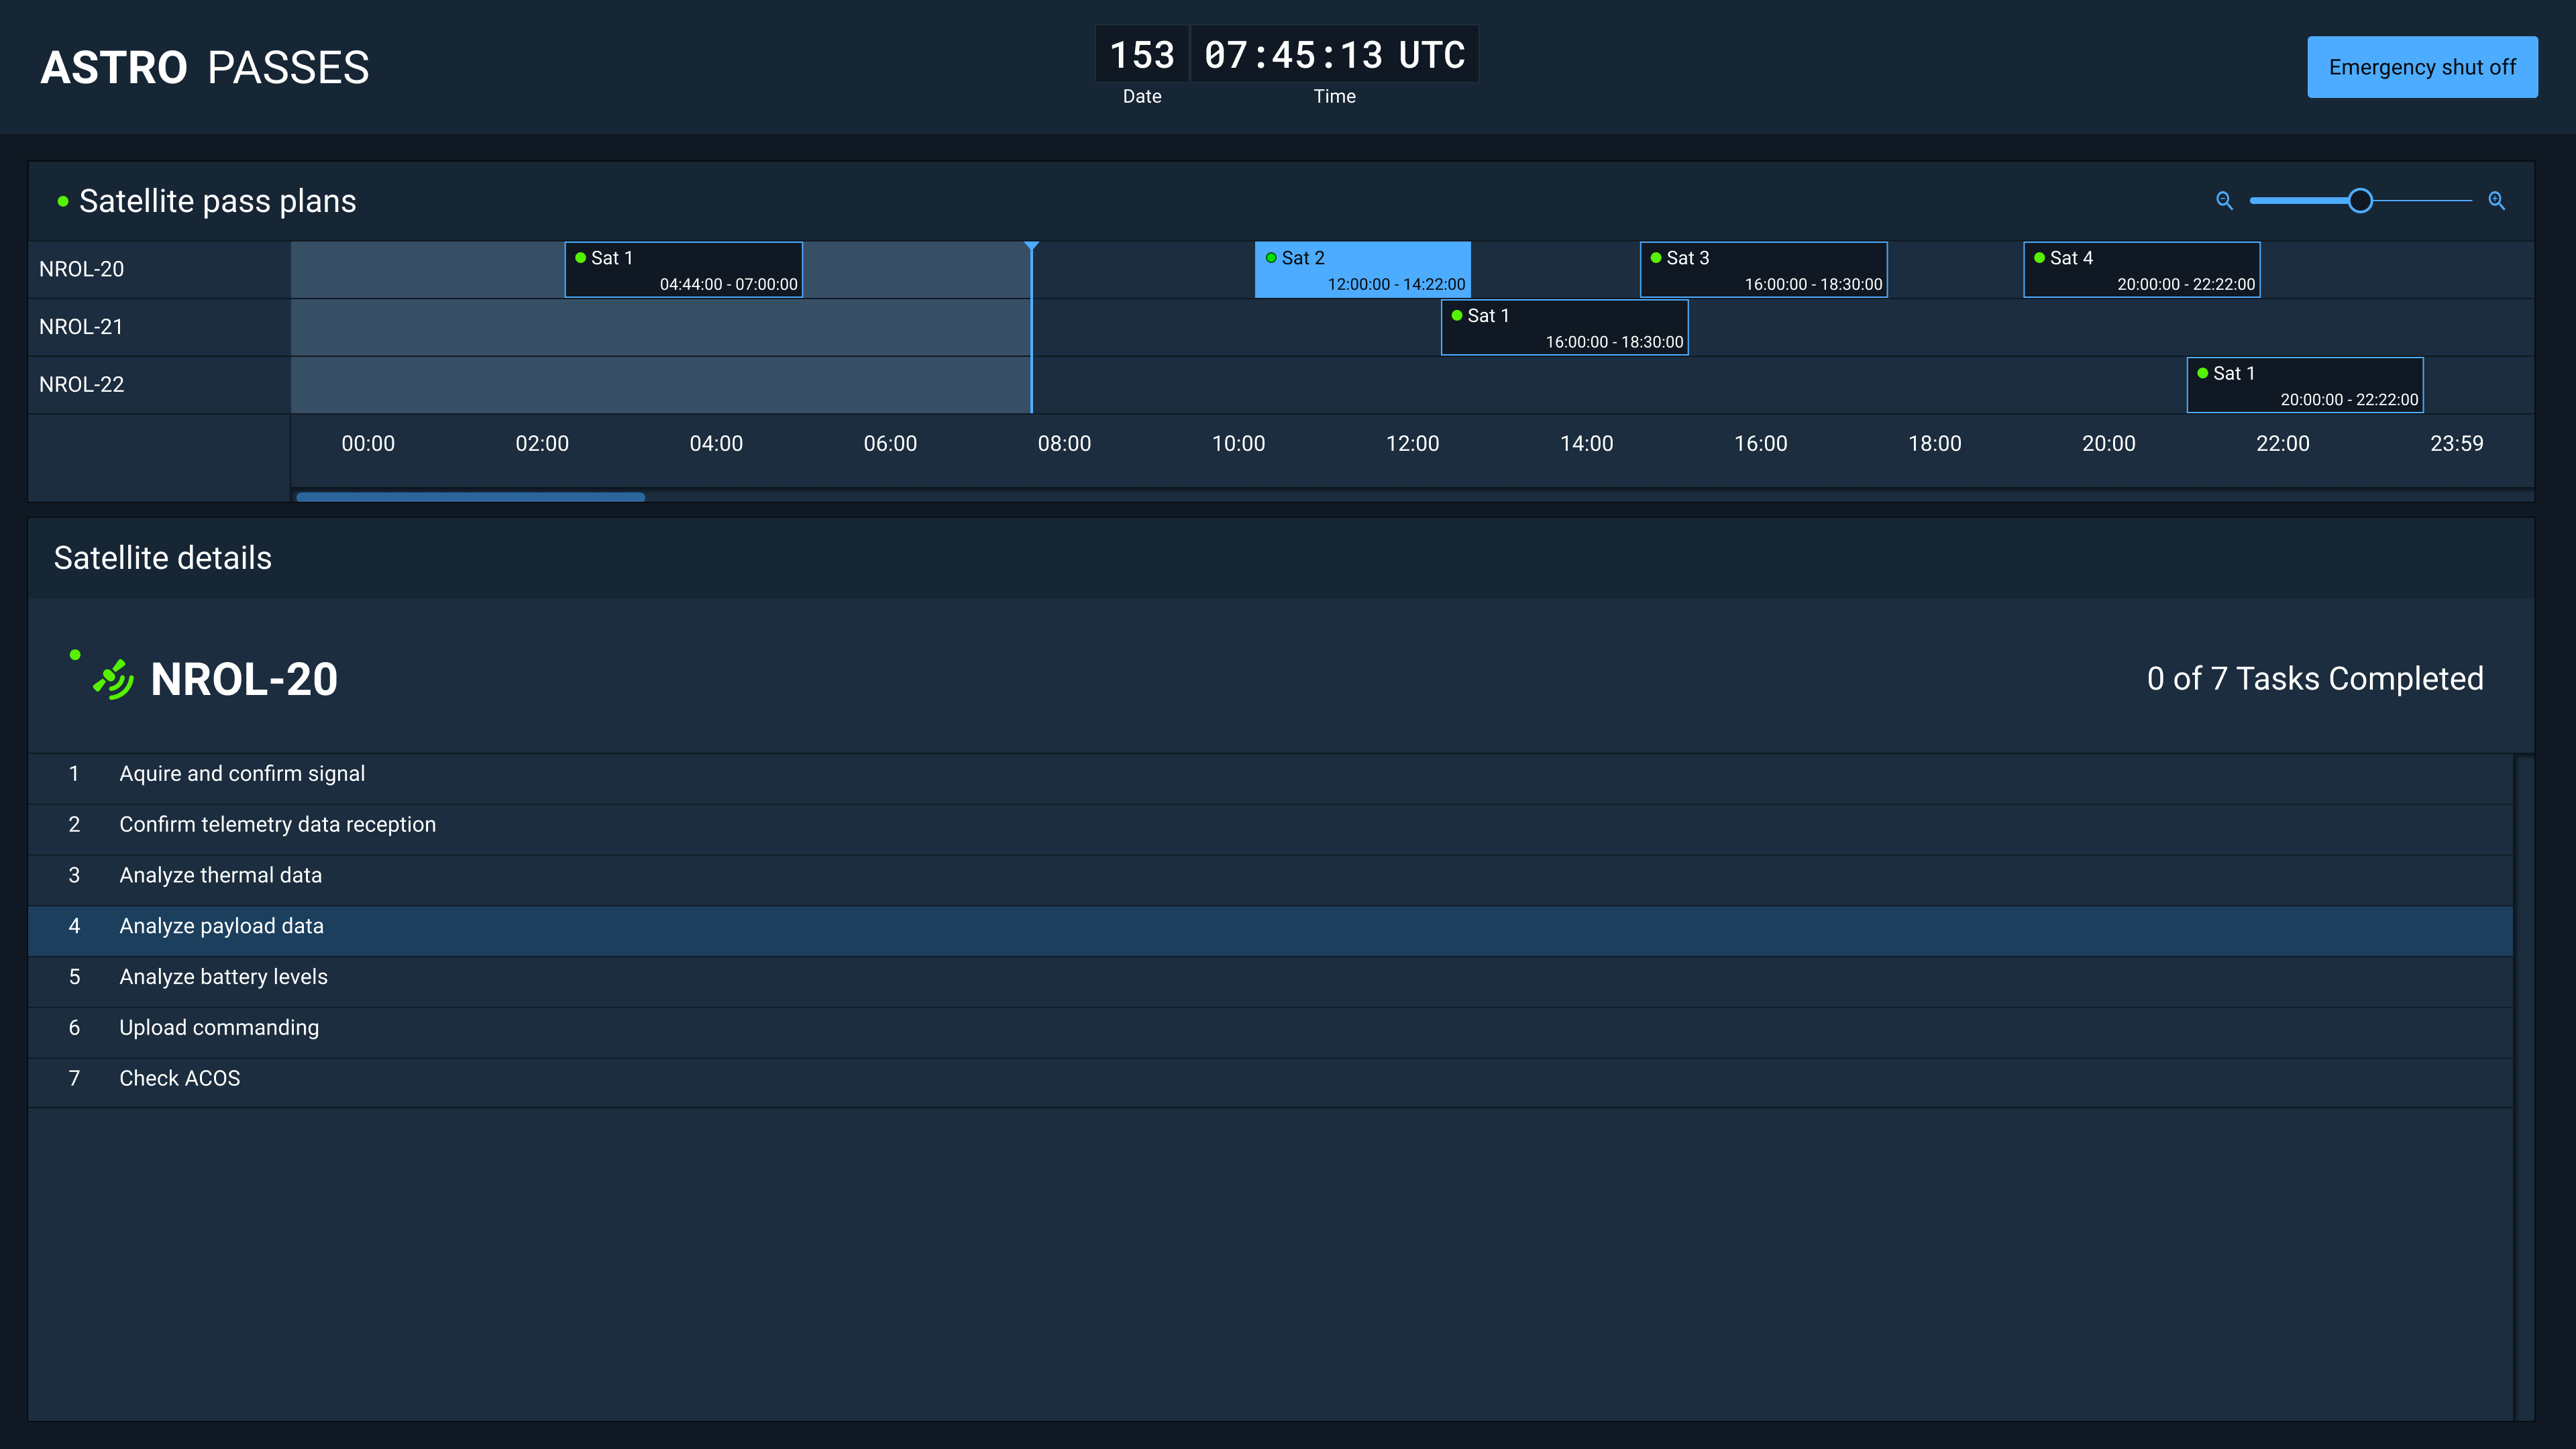 ASTRO PASSES
153 07:45:13 UTC
Date Time
Emergency shut off
Satellite pass plans
NROL-20
Sat 1
04:44:00 - 07:00:00
Sat 2
12:00:00 - 14:22:00
Sat 3
16:00:00 - 18:30:00
Sat 4
20:00:00 - 22:22:00
NROL-21
Sat 1
16:00:00 - 18:30:00
NROL-22
Sat 1
20:00:00 - 22:22:00
00:00 02:00 04:00 06:00 08:00 10:00 12:00 14:00 16:00 18:00 20:00 22:00 23:59
Satellite details
NROL-20
0 of 7 Tasks Completed
1 Aquire and confirm signal
2 Confirm telemetry data reception
3 Analyze thermal data
4 Analyze payload data
5 Analyze battery levels
6 Upload commanding
7 Check ACOS